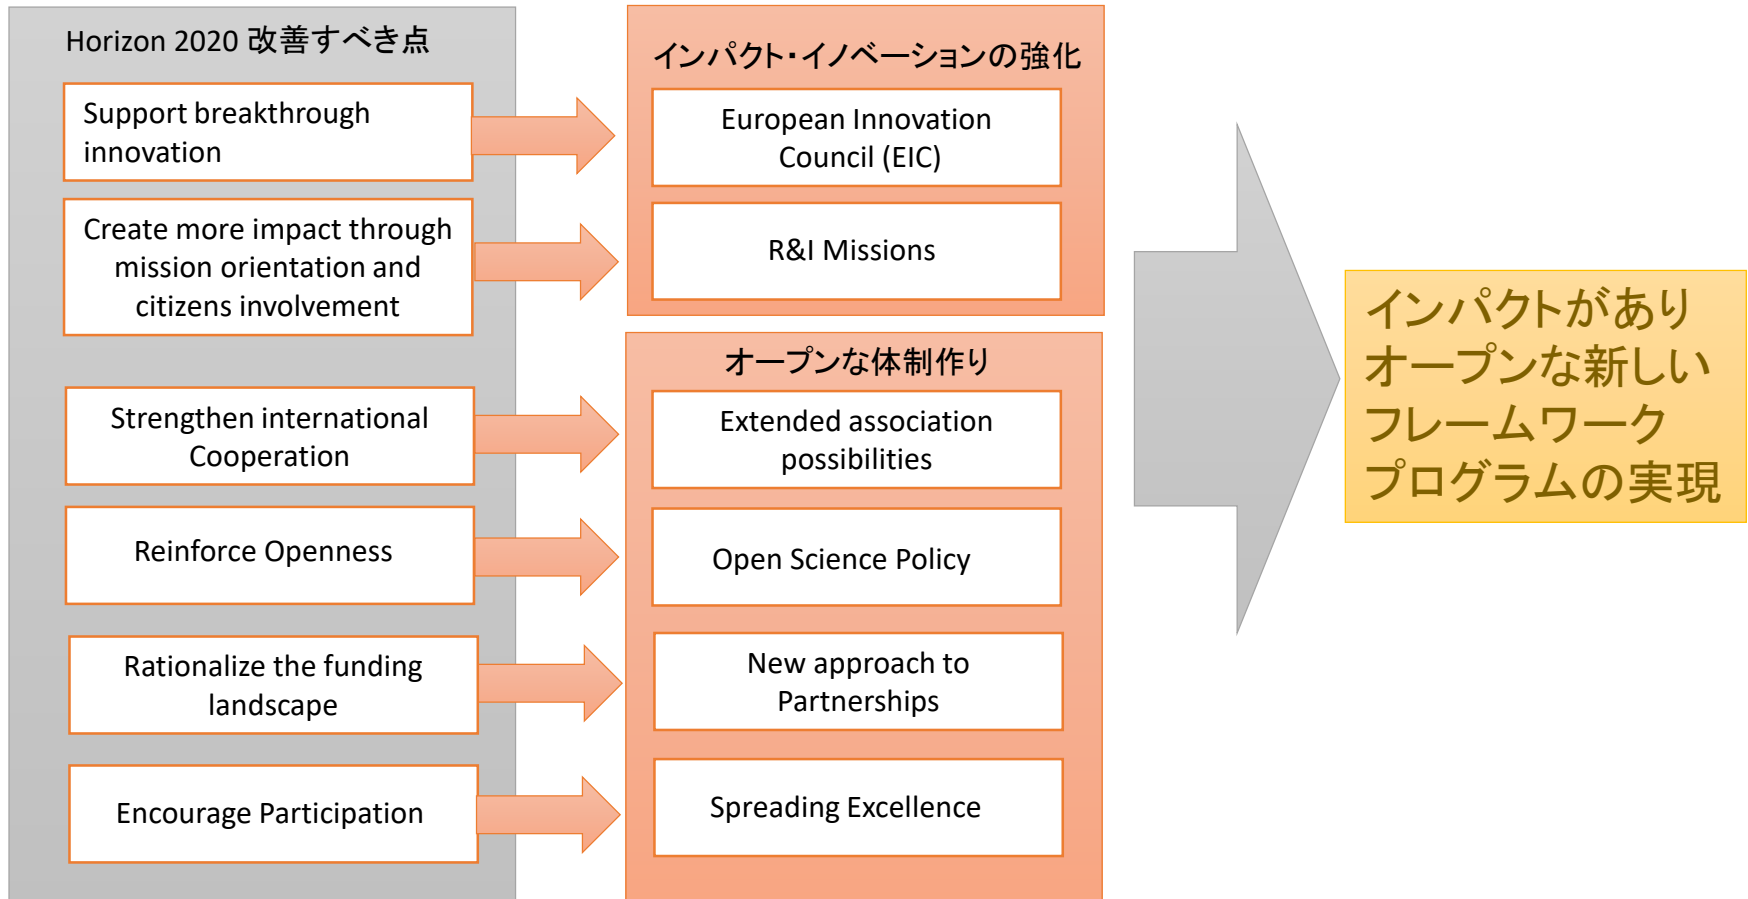 Horizon 2020 改善すべき点
Support breakthrough
innovation
Create more impact through
mission orientation and
citizens involvement
Strengthen international
Cooperation
Reinforce Openness
Rationalize the funding
landscape
Encourage Participation
インパクト・イノベーションの強化
European Innovation
Council (EIC)
R&I Missions
オープンな体制作り
Extended association
possibilities
Open Science Policy
New approach to
Partnerships
Spreading Excellence
インパクトがあり
オープンな新しい
フレームワーク
プログラムの実現